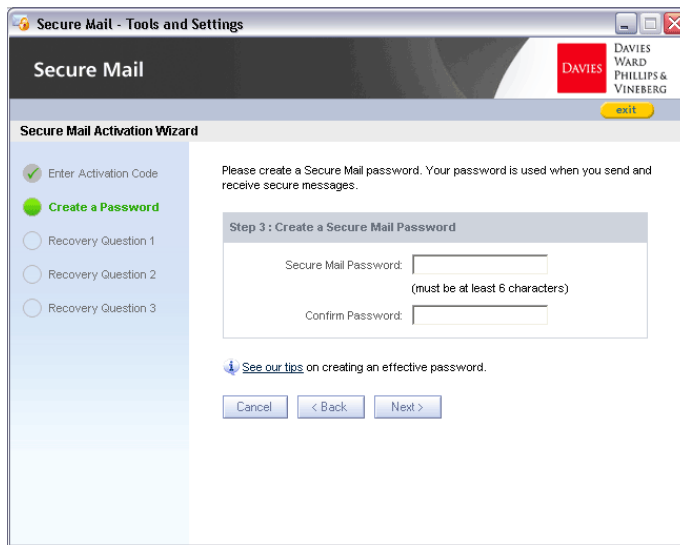 Secure Mail - Tools and Settings
Secure Mail
DAVIES
DAVIES
WARD
PHILLIPS &
VINEBERG
exit
Secure Mail Activation Wizard
Enter Activation Code
Create a Password
Recovery Question 1
Recovery Question 2
Recovery Question 3
Please create a Secure Mail password. Your password is used when you send and
receive secure messages.
Step 3 : Create a Secure Mail Password
Secure Mail Password:
(must be at least 6 characters)
Confirm Password:
See our tips on creating an effective password.
Cancel
< Back
Next >